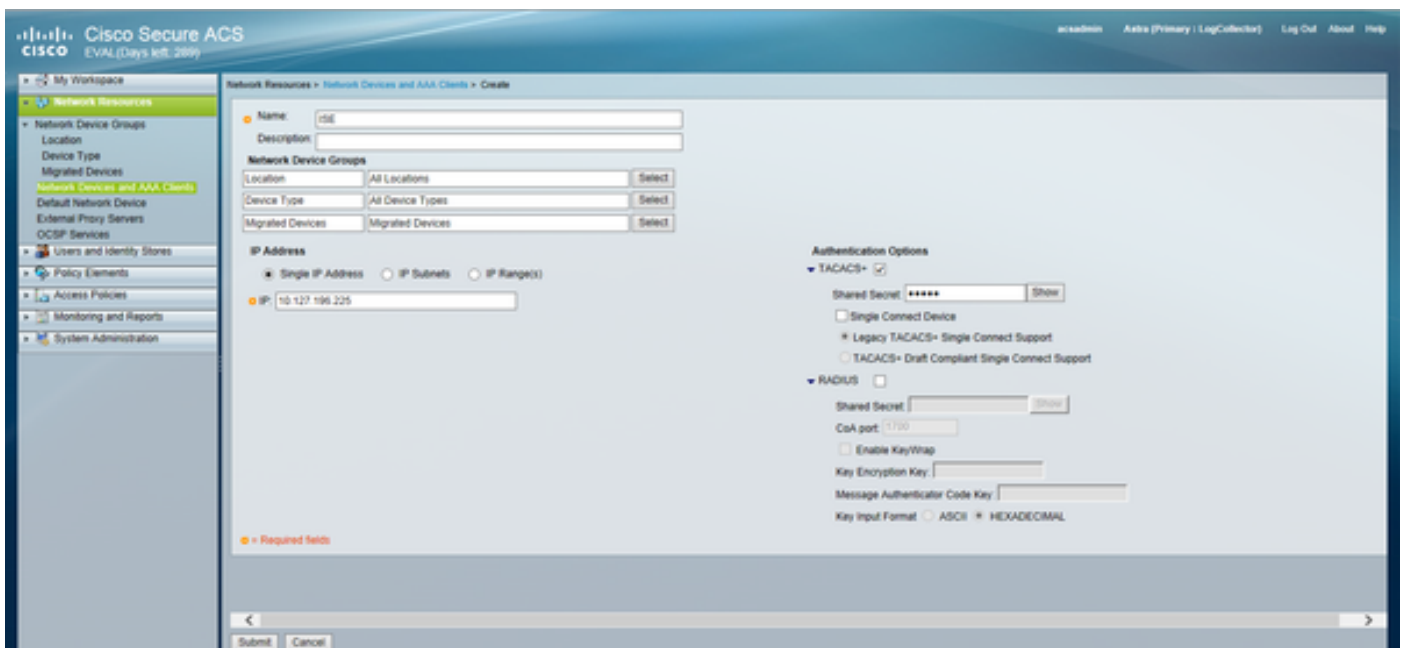 Cisco Secure ACS
CISCO EVAL(Days left: 289)
acsadmin Astra (Primary : LogCollector) Log Out About Help
My Workspace
Network Resources
Network Device Groups
Location
Device Type
Migrated Devices
Network Devices and AAA Clients
Default Network Device
External Proxy Servers
OCSP Services
Users and Identity Stores
Policy Elements
Access Policies
Monitoring and Reports
System Administration
Network Resources > Network Devices and AAA Clients > Create
Name: ISE
Description:
Network Device Groups
Location All Locations Select
Device Type All Device Types Select
Migrated Devices Migrated Devices Select
IP Address
Single IP Address IP Subnets IP Range(s)
IP: 10.127.196.225
Authentication Options
TACACS+
Shared Secret: ●●●●● Show
Single Connect Device
Legacy TACACS+ Single Connect Support
TACACS+ Draft Compliant Single Connect Support
RADIUS
Shared Secret: Show
CoA port: 1700
Enable KeyWrap
Key Encryption Key:
Message Authenticator Code Key:
Key Input Format ASCII HEXADECIMAL
= Required fields
Submit Cancel